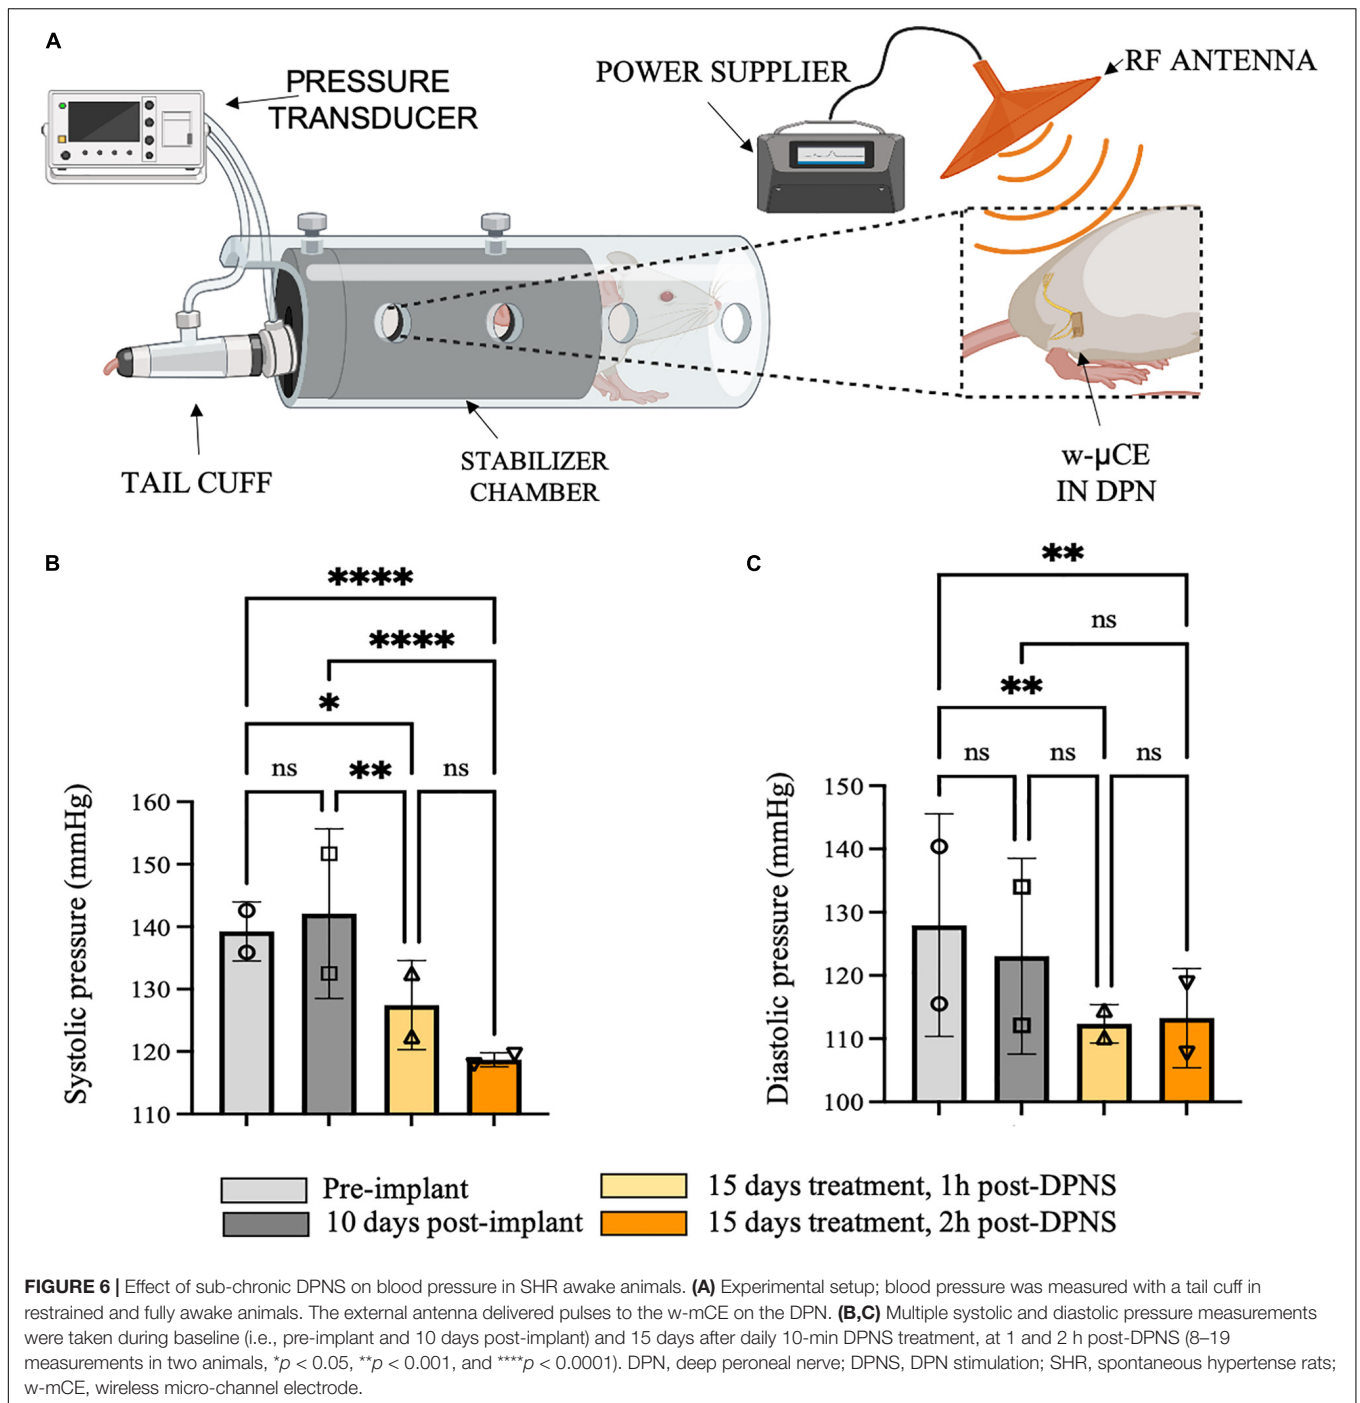 A
PRESSURE
TRANSDUCER
POWER SUPPLIER
RF ANTENNA
TAIL CUFF
STABILIZER
CHAMBER
w-μCE
IN DPN
B
****
****
*
ns
**
ns
Systolic pressure (mmHg)
160
150
140
130
120
110
C
**
ns
**
ns
ns
ns
Diastolic pressure (mmHg)
150
140
130
120
110
100
Pre-implant
10 days post-implant
15 days treatment, 1h post-DPNS
15 days treatment, 2h post-DPNS
FIGURE 6 | Effect of sub-chronic DPNS on blood pressure in SHR awake animals. (A) Experimental setup; blood pressure was measured with a tail cuff in
restrained and fully awake animals. The external antenna delivered pulses to the w-mCE on the DPN. (B,C) Multiple systolic and diastolic pressure measurements
were taken during baseline (i.e., pre-implant and 10 days post-implant) and 15 days after daily 10-min DPNS treatment, at 1 and 2 h post-DPNS (8–19
measurements in two animals, *p < 0.05, **p < 0.001, and ****p < 0.0001). DPN, deep peroneal nerve; DPNS, DPN stimulation; SHR, spontaneous hypertense rats;
w-mCE, wireless micro-channel electrode.